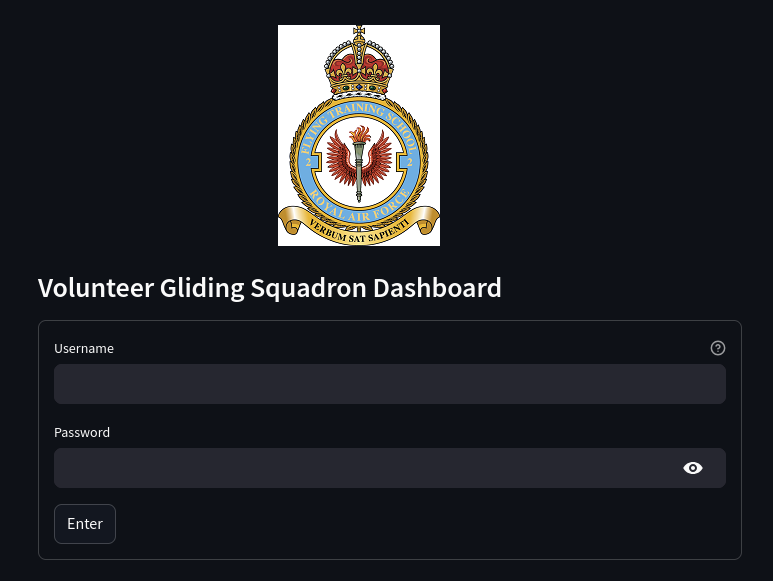 FLYING TRAINING SCHOOL
2 2
ROYAL AIR FORCE
VERBUM SAT SAPIENTI
Volunteer Gliding Squadron Dashboard
Username
Password
Enter